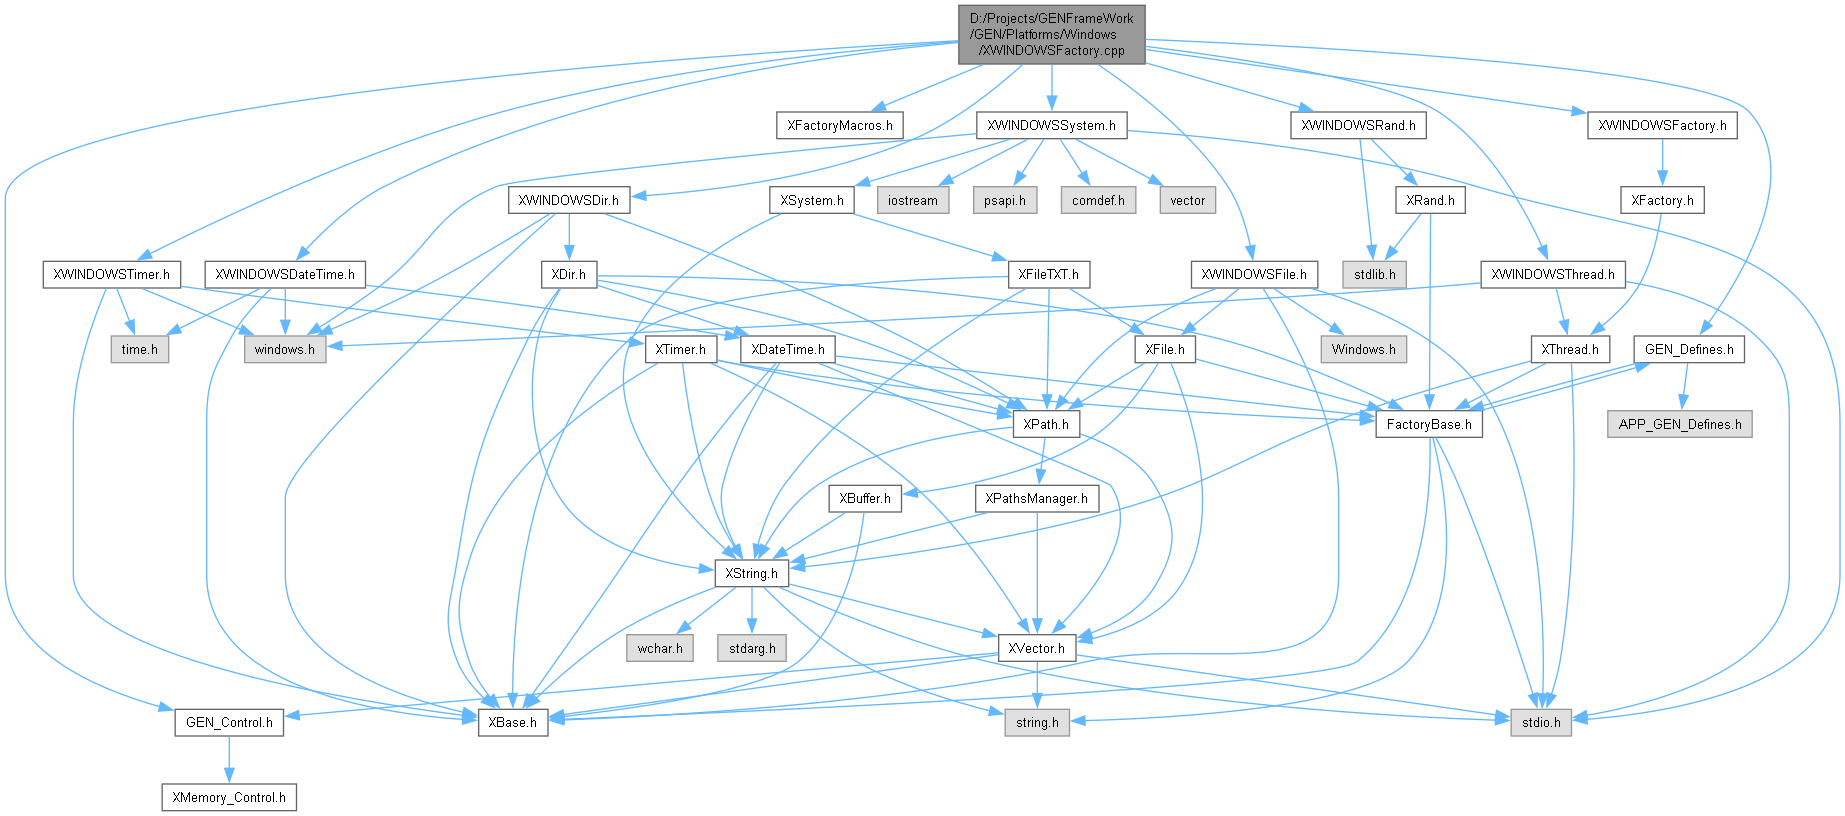 D:/Projects/GENFrameWork
/GEN/Platforms/Windows
/XWINDOWSFactory.cpp
XFactoryMacros.h
XWINDOWSSystem.h
XWINDOWSRand.h
XWINDOWSFactory.h
XWINDOWSDir.h
XSystem.h
iostream
psapi.h
comdef.h
vector
XRand.h
XFactory.h
XWINDOWSTimer.h
XWINDOWSDateTime.h
XDir.h
XFileTXT.h
XWINDOWSFile.h
stdlib.h
XWINDOWSThread.h
time.h
windows.h
XTimer.h
XDateTime.h
XFile.h
Windows.h
XThread.h
GEN_Defines.h
XPath.h
FactoryBase.h
APP_GEN_Defines.h
XBuffer.h
XPathsManager.h
XString.h
wchar.h
stdarg.h
XVector.h
GEN_Control.h
XBase.h
string.h
stdio.h
XMemory_Control.h